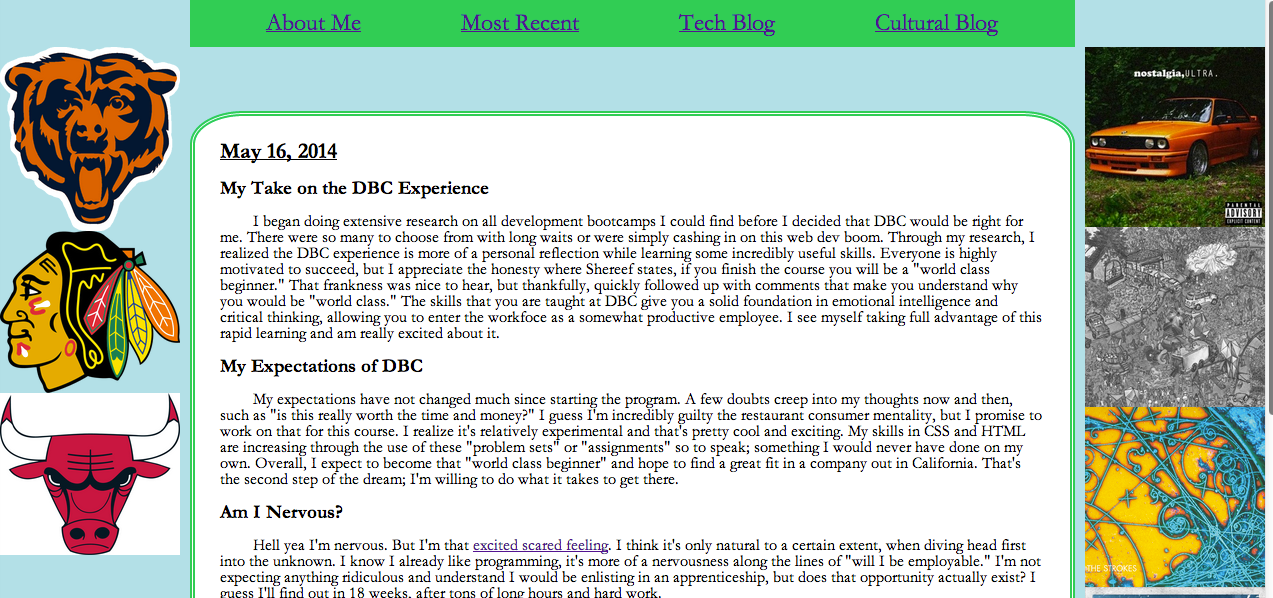 About Me
Most Recent
Tech Blog
Cultural Blog
nostalgia,ULTRA.
PARENTAL
ADVISORY
EXPLICIT CONTENT
May 16, 2014
My Take on the DBC Experience
I began doing extensive research on all development bootcamps I could find before I decided that DBC would be right for
me. There were so many to choose from with long waits or were simply cashing in on this web dev boom. Through my research, I
realized the DBC experience is more of a personal reflection while learning some incredibly useful skills. Everyone is highly
motivated to succeed, but I appreciate the honesty where Shereef states, if you finish the course you will be a "world class
beginner." That frankness was nice to hear, but thankfully, quickly followed up with comments that make you understand why
you would be "world class." The skills that you are taught at DBC give you a solid foundation in emotional intelligence and
critical thinking, allowing you to enter the workfoce as a somewhat productive employee. I see myself taking full advantage of this
rapid learning and am really excited about it.
My Expectations of DBC
My expectations have not changed much since starting the program. A few doubts creep into my thoughts now and then,
such as "is this really worth the time and money?" I guess I'm incredibly guilty the restaurant consumer mentality, but I promise to
work on that for this course. I realize it's relatively experimental and that's pretty cool and exciting. My skills in CSS and HTML
are increasing through the use of these "problem sets" or "assignments" so to speak; something I would never have done on my
own. Overall, I expect to become that "world class beginner" and hope to find a great fit in a company out in California. That's
the second step of the dream; I'm willing to do what it takes to get there.
Am I Nervous?
Hell yea I'm nervous. But I'm that excited scared feeling. I think it's only natural to a certain extent, when diving head first
into the unknown. I know I already like programming, it's more of a nervousness along the lines of "will I be employable." I'm not
expecting anything ridiculous and understand I would be enlisting in an apprenticeship, but does that opportunity actually exist? I
guess I'll find out in 18 weeks, after tons of long hours and hard work.
THE STROKES